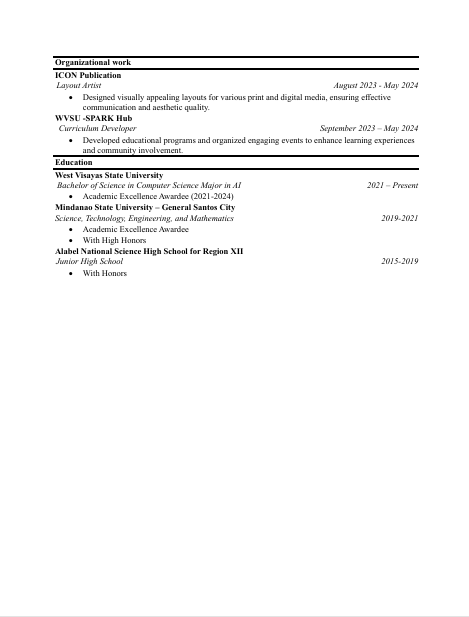 Organizational work
ICON Publication
Layout Artist August 2023 - May 2024
• Designed visually appealing layouts for various print and digital media, ensuring effective
communication and aesthetic quality.
WVSU -SPARK Hub
Curriculum Developer September 2023 – May 2024
• Developed educational programs and organized engaging events to enhance learning experiences
and community involvement.
Education
West Visayas State University
Bachelor of Science in Computer Science Major in AI 2021 – Present
• Academic Excellence Awardee (2021-2024)
Mindanao State University – General Santos City
Science, Technology, Engineering, and Mathematics 2019-2021
• Academic Excellence Awardee
• With High Honors
Alabel National Science High School for Region XII
Junior High School 2015-2019
• With Honors